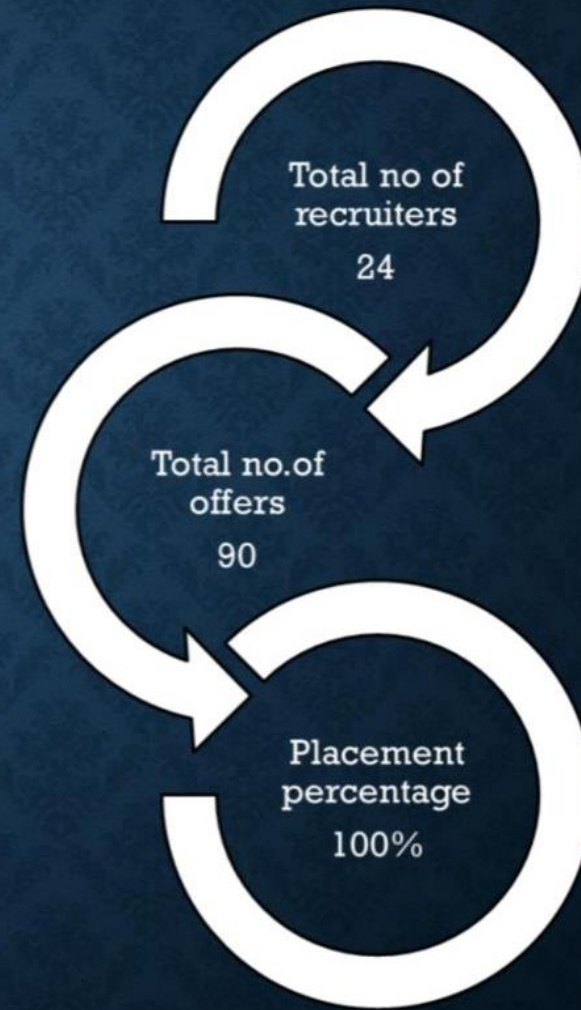 Total no of
recruiters
24
Total no.of
offers
90
Placement
percentage
100%